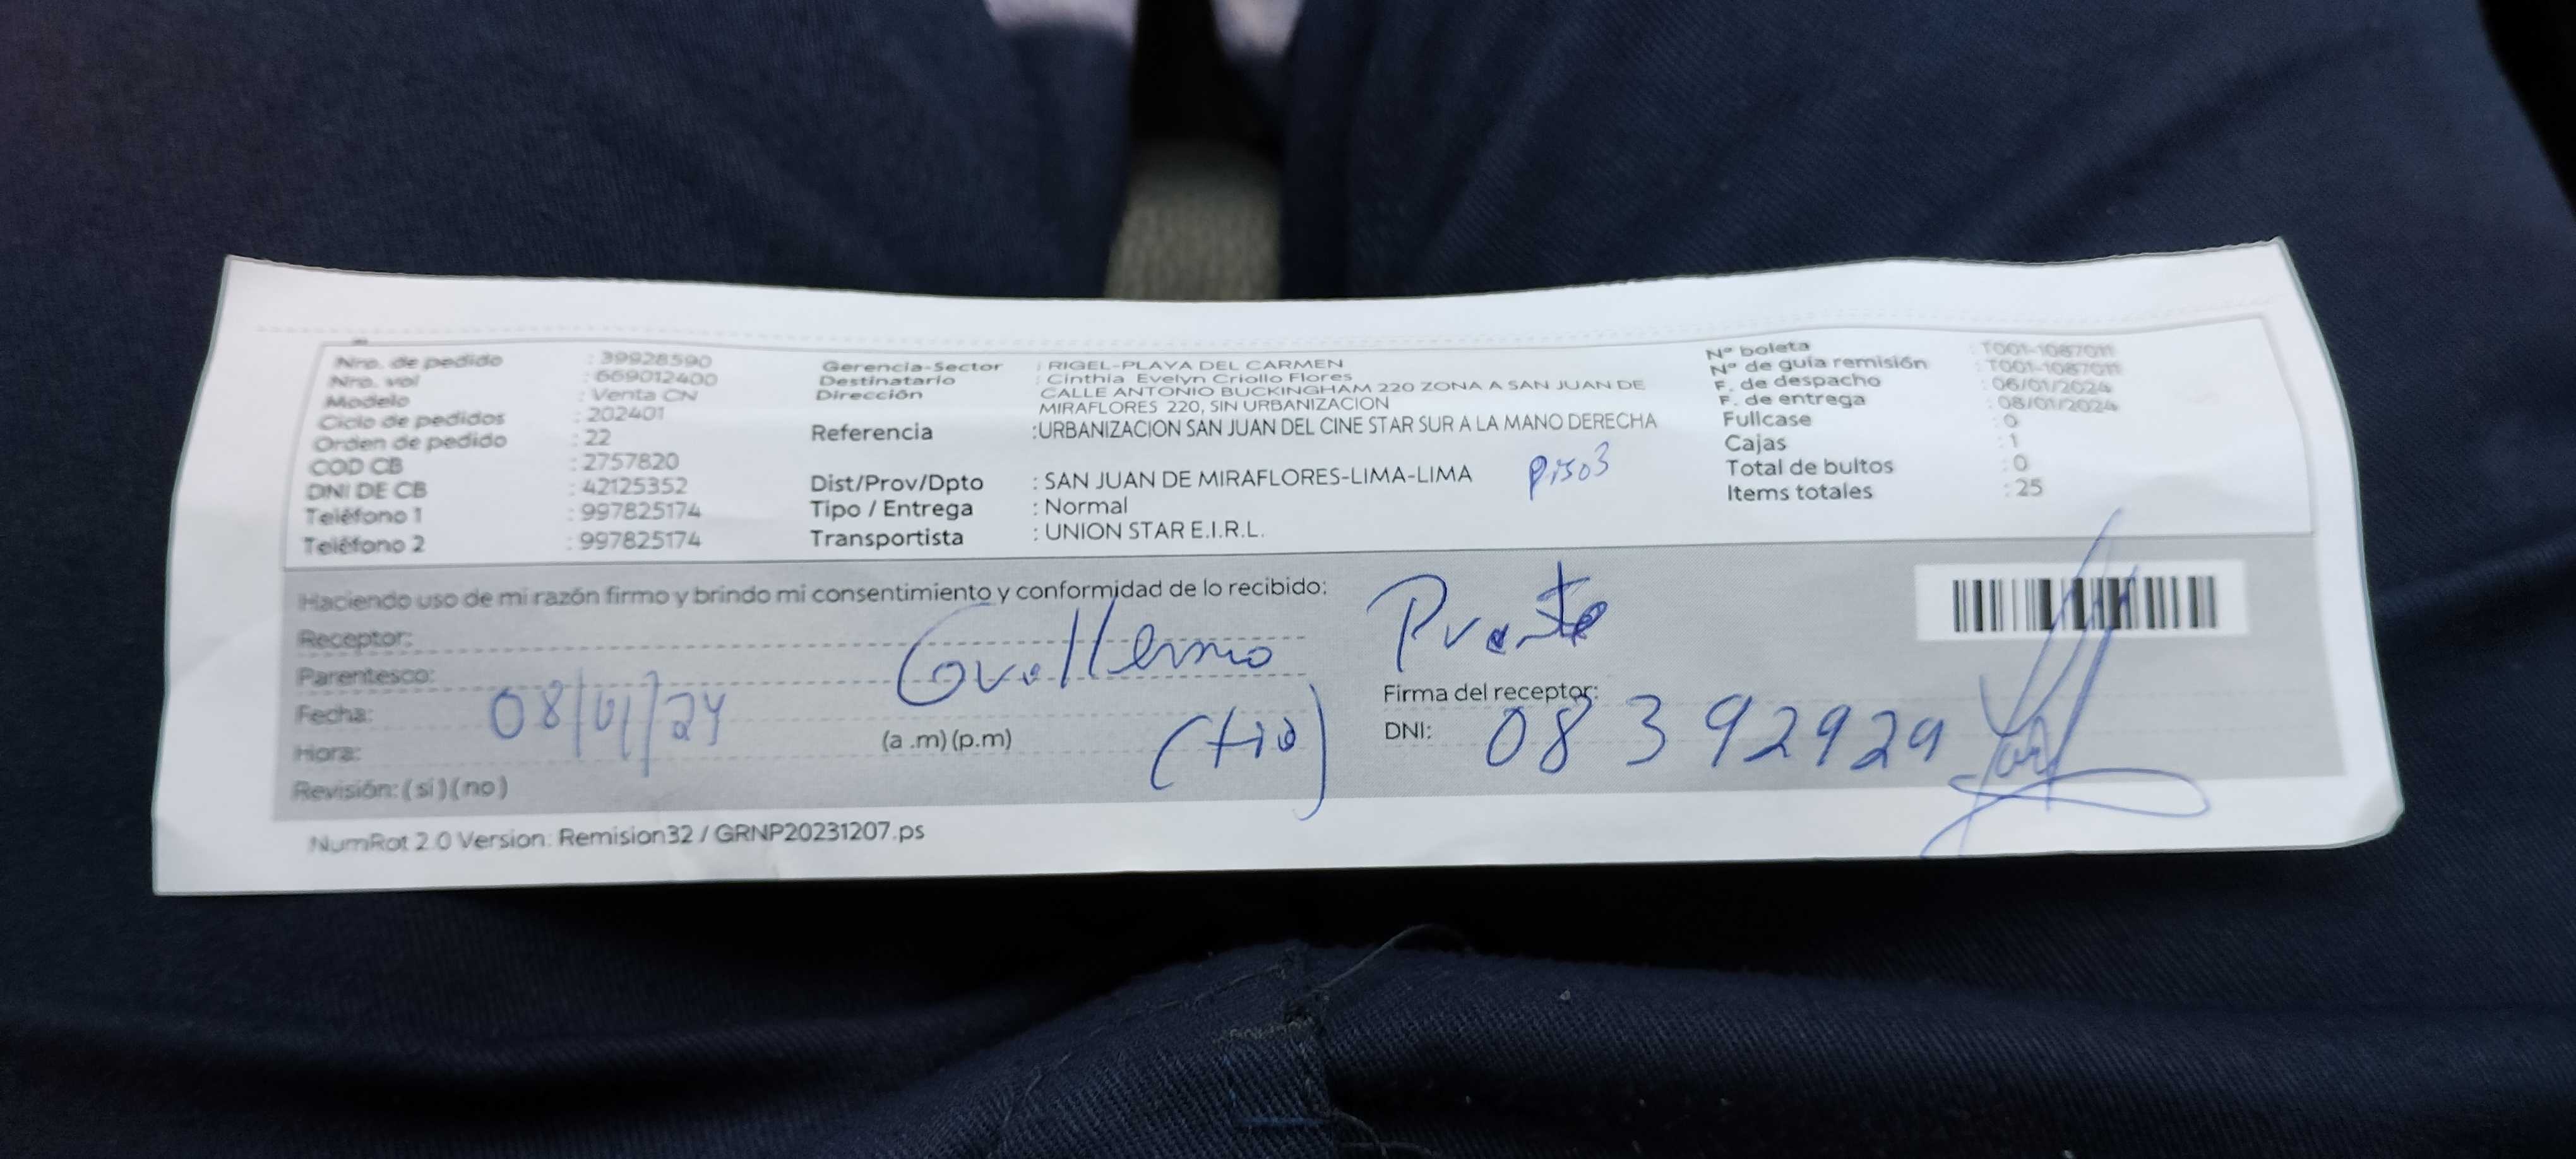 Nro. de pedido : 39928590
Nro. vol : 669012400
Modelo : Venta CN
Ciclo de pedidos : 202401
Orden de pedido : 22
COD CB : 2757820
DNI DE CB : 42125352
Teléfono 1 : 997825174
Teléfono 2 : 997825174
Gerencia-Sector : RIGEL-PLAYA DEL CARMEN
Destinatario : Cinthia Evelyn Criollo Flores
Dirección : CALLE ANTONIO BUCKINGHAM 220 ZONA A SAN JUAN DE
MIRAFLORES 220, SIN URBANIZACION
Referencia :URBANIZACION SAN JUAN DEL CINE STAR SUR A LA MANO DERECHA
Dist/Prov/Dpto : SAN JUAN DE MIRAFLORES-LIMA-LIMA
piso3
Tipo / Entrega : Normal
Transportista : UNION STAR E.I.R.L.
Nº boleta : T001-1087011
Nº de guía remisión : T001-1087011
F. de despacho : 06/01/2024
F. de entrega : 08/01/2024
Fullcase : 0
Cajas : 1
Total de bultos : 0
Items totales : 25
Haciendo uso de mi razón firmo y brindo mi consentimiento y conformidad de lo recibido:
Receptor: Guillermo
Parentesco:
Fecha: 08/01/24
Hora: (a .m) (p.m) (tio)
Revisión: ( si ) ( no )
Firma del receptor:
DNI: 08392929
NumRot 2.0 Version: Remision32 / GRNP20231207.ps